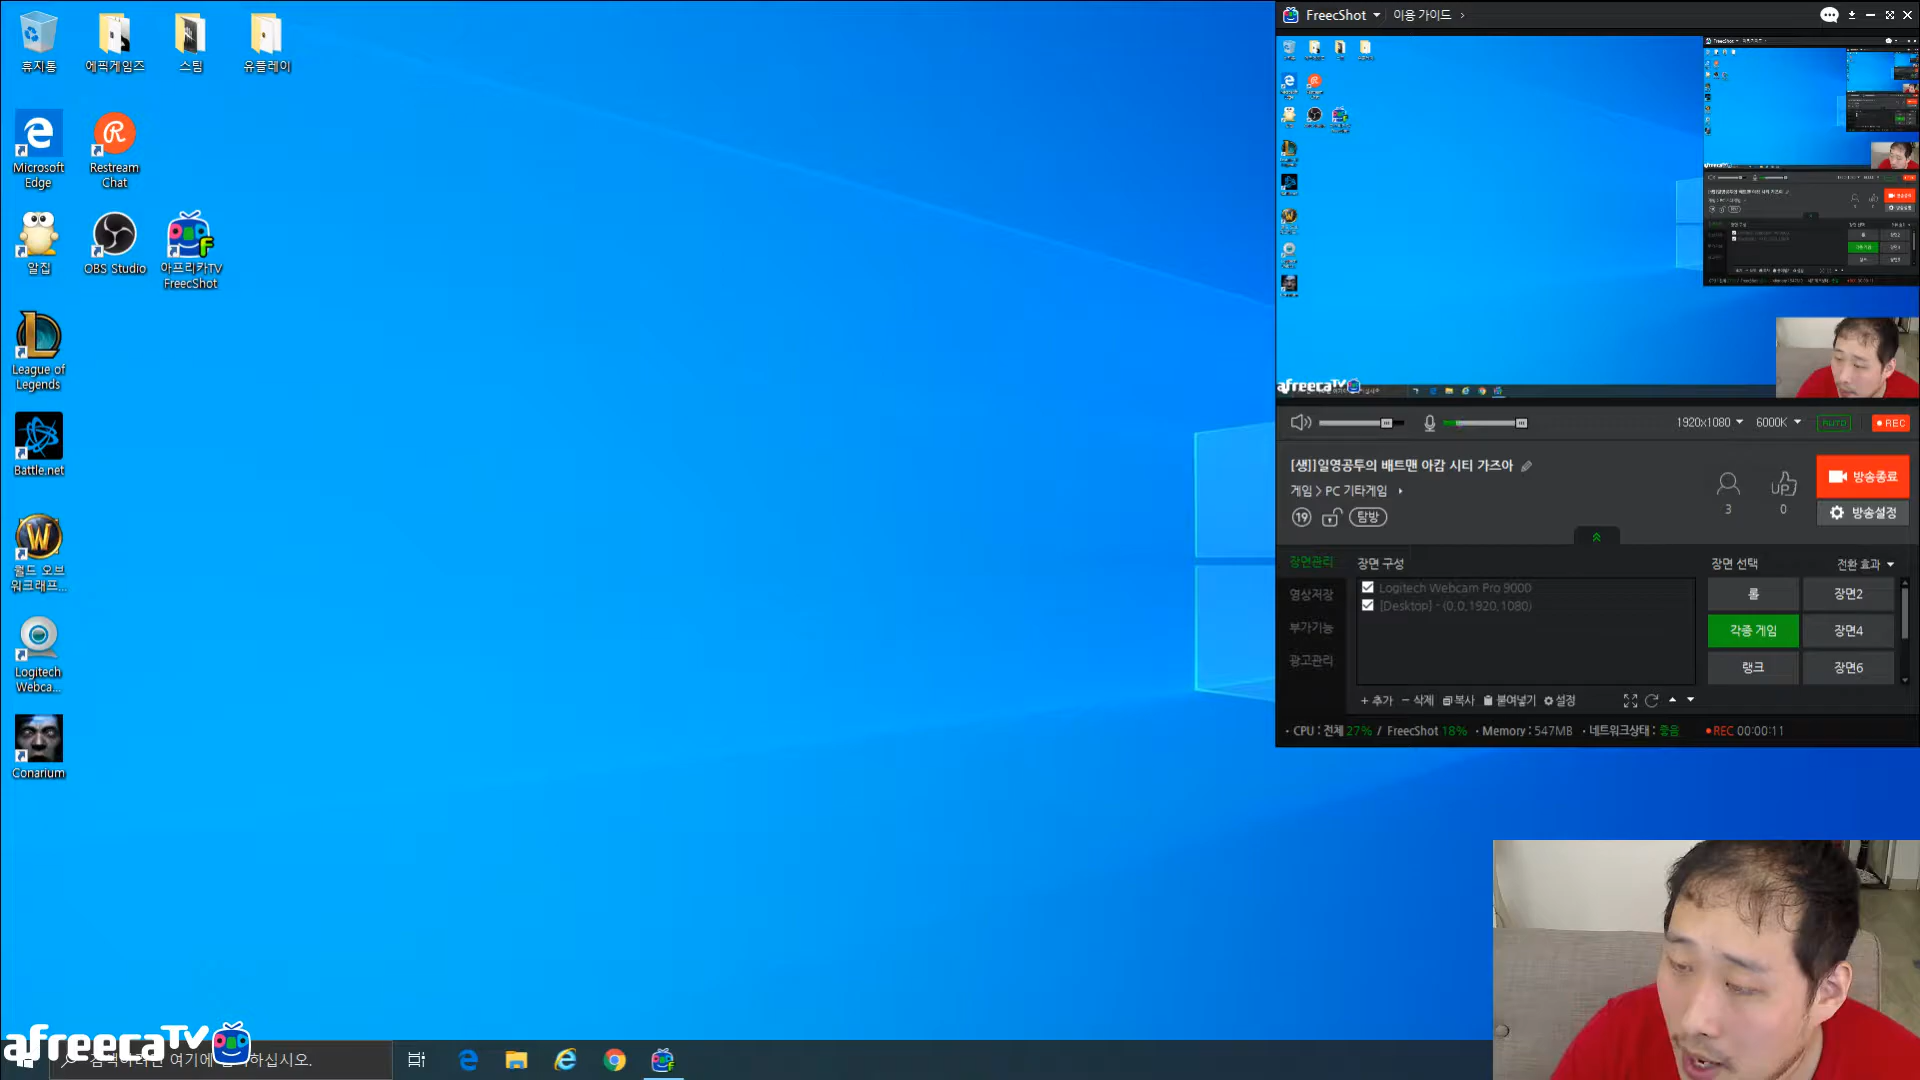 휴지통
에픽게임즈
스팀
유플레이
Microsoft
Edge
Restream
Chat
알집
OBS Studio
아프리카TV
FreecShot
League of
Legends
Battle.net
월드 오브
워크래프...
Logitech
Webca...
Conarium
afreecaTV
FreecShot
이용 가이드
afreecaTV
1920x1080
6000K
AUTO
REC
[생]]일영공투의 배트맨 아캄 시티 가즈아
게임 > PC 기타게임
19
탐방
UP
3
0
방송종료
방송설정
장면관리
영상저장
부가기능
광고관리
장면 구성
Logitech Webcam Pro 9000
[Desktop] - (0,0,1920,1080)
장면 선택
전환 효과
롤
장면2
각종 게임
장면4
랭크
장면6
+ 추가 − 삭제 복사 붙여넣기 설정
· CPU : 전체 27% / FreecShot 18% · Memory : 547MB · 네트워크상태 : 좋음
REC 00:00:11